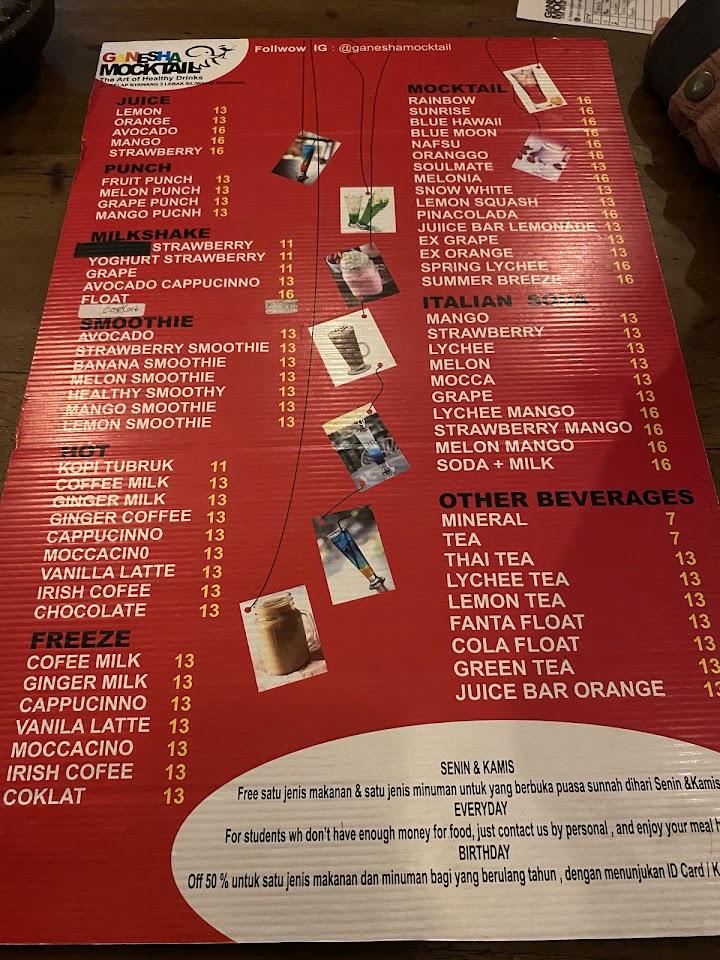 GANESHA
MOCKTAIL
The Art of Healthy Drinks
Follwow IG : @ganeshamocktail
JUICE
LEMON 13
ORANGE 13
AVOCADO 16
MANGO 16
STRAWBERRY 16
PUNCH
FRUIT PUNCH 13
MELON PUNCH 13
GRAPE PUNCH 13
MANGO PUCNH 13
MILKSHAKE
STRAWBERRY 11
YOGHURT STRAWBERRY 11
GRAPE 11
AVOCADO CAPPUCINNO 13
FLOAT 16
SMOOTHIE
AVOCADO 13
STRAWBERRY SMOOTHIE 13
BANANA SMOOTHIE 13
MELON SMOOTHIE 13
HEALTHY SMOOTHY 13
MANGO SMOOTHIE 13
LEMON SMOOTHIE 13
HOT
KOPI TUBRUK 11
COFFEE MILK 13
GINGER MILK 13
GINGER COFFEE 13
CAPPUCINNO 13
MOCCACIN0 13
VANILLA LATTE 13
IRISH COFEE 13
CHOCOLATE 13
FREEZE
COFEE MILK 13
GINGER MILK 13
CAPPUCINNO 13
VANILA LATTE 13
MOCCACINO 13
IRISH COFEE 13
COKLAT 13
MOCKTAIL
RAINBOW 16
SUNRISE 16
BLUE HAWAII 16
BLUE MOON 16
NAFSU 16
ORANGGO 16
SOULMATE 13
MELONIA 16
SNOW WHITE 13
LEMON SQUASH 13
PINACOLADA 16
JUIICE BAR LEMONADE 13
EX GRAPE 13
EX ORANGE 13
SPRING LYCHEE 16
SUMMER BREEZE 16
ITALIAN SODA
MANGO 13
STRAWBERRY 13
LYCHEE 13
MELON 13
MOCCA 13
GRAPE 13
LYCHEE MANGO 16
STRAWBERRY MANGO 16
MELON MANGO 16
SODA + MILK 16
OTHER BEVERAGES
MINERAL 7
TEA 7
THAI TEA 13
LYCHEE TEA 13
LEMON TEA 13
FANTA FLOAT 13
COLA FLOAT 13
GREEN TEA 13
JUICE BAR ORANGE 13
SENIN & KAMIS
Free satu jenis makanan & satu jenis minuman untuk yang berbuka puasa sunnah dihari Senin &Kamis
EVERYDAY
For students wh don't have enough money for food, just contact us by personal , and enjoy your meal
BIRTHDAY
Off 50 % untuk satu jenis makanan dan minuman bagi yang berulang tahun , dengan menunjukan ID Card /